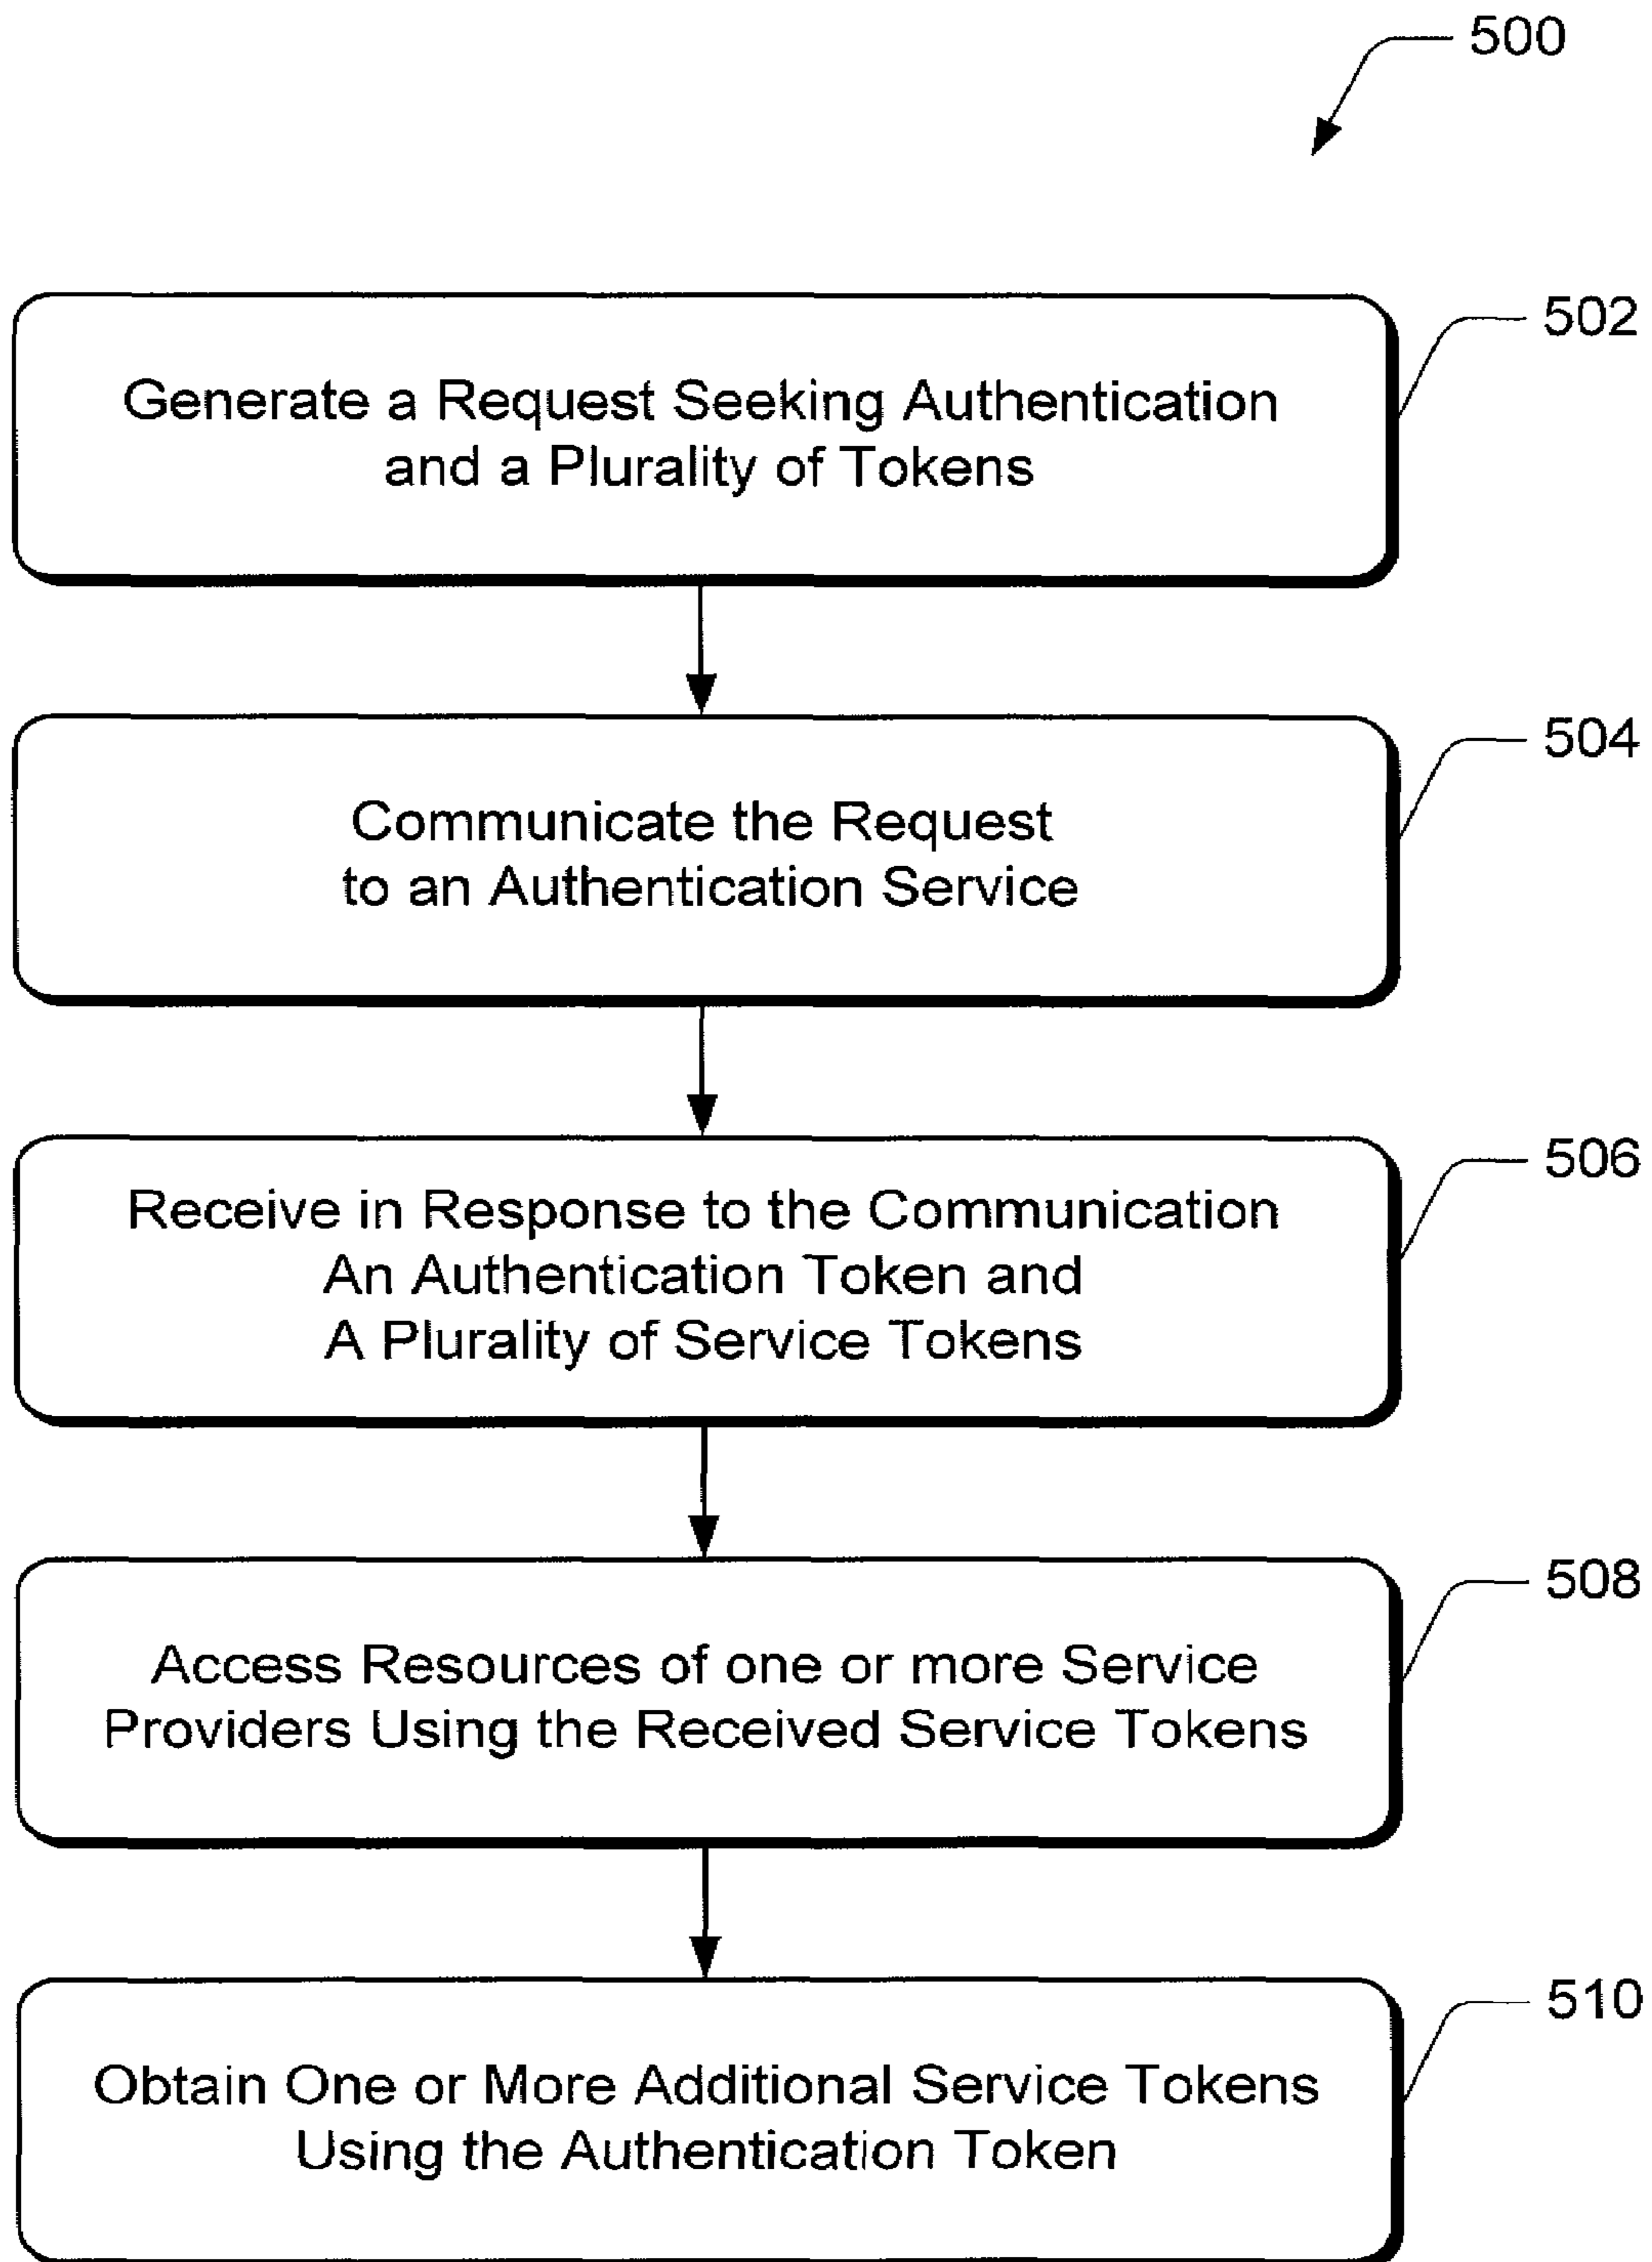 500
502
Generate a Request Seeking Authentication
and a Plurality of Tokens
504
Communicate the Request
to an Authentication Service
506
Receive in Response to the Communication
An Authentication Token and
A Plurality of Service Tokens
508
Access Resources of one or more Service
Providers Using the Received Service Tokens
510
Obtain One or More Additional Service Tokens
Using the Authentication Token